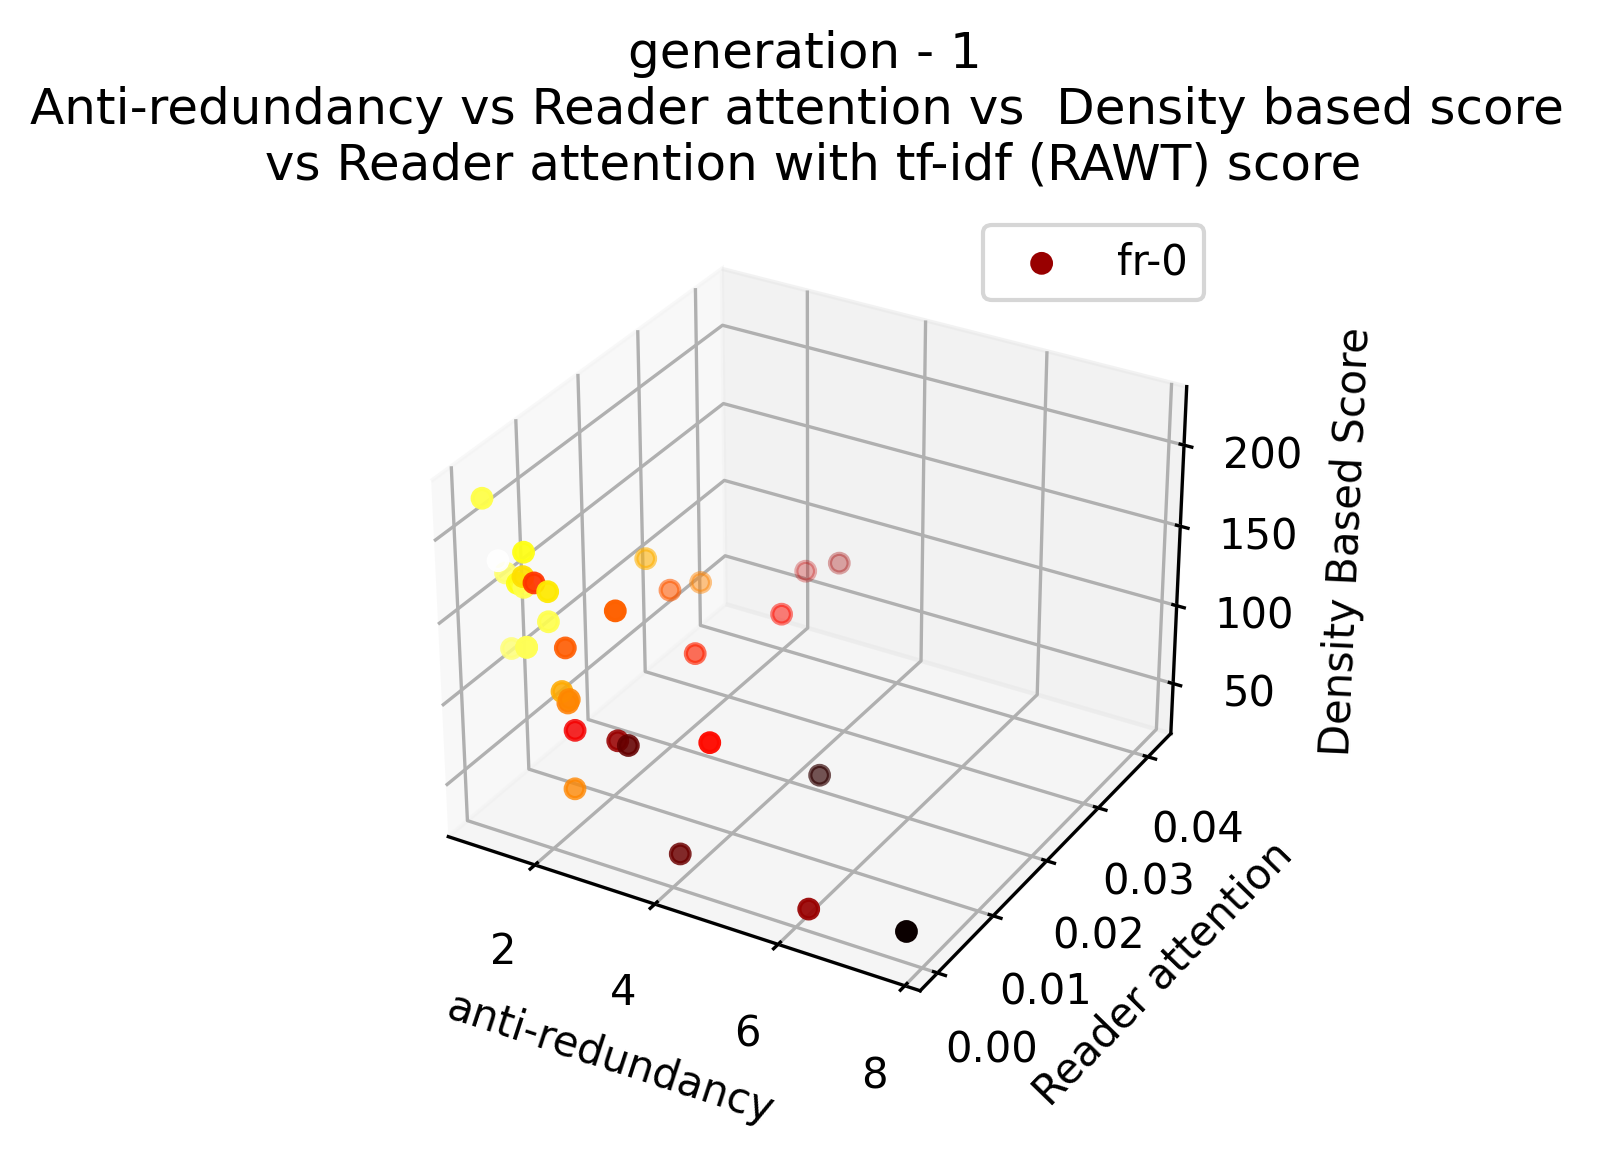 generation - 1
Anti-redundancy vs Reader attention vs  Density based score
vs Reader attention with tf-idf (RAWT) score
fr-0
200
150
100
50
Density Based Score
0.04
0.03
0.02
0.01
0.00
Reader attention
2
4
6
8
anti-redundancy